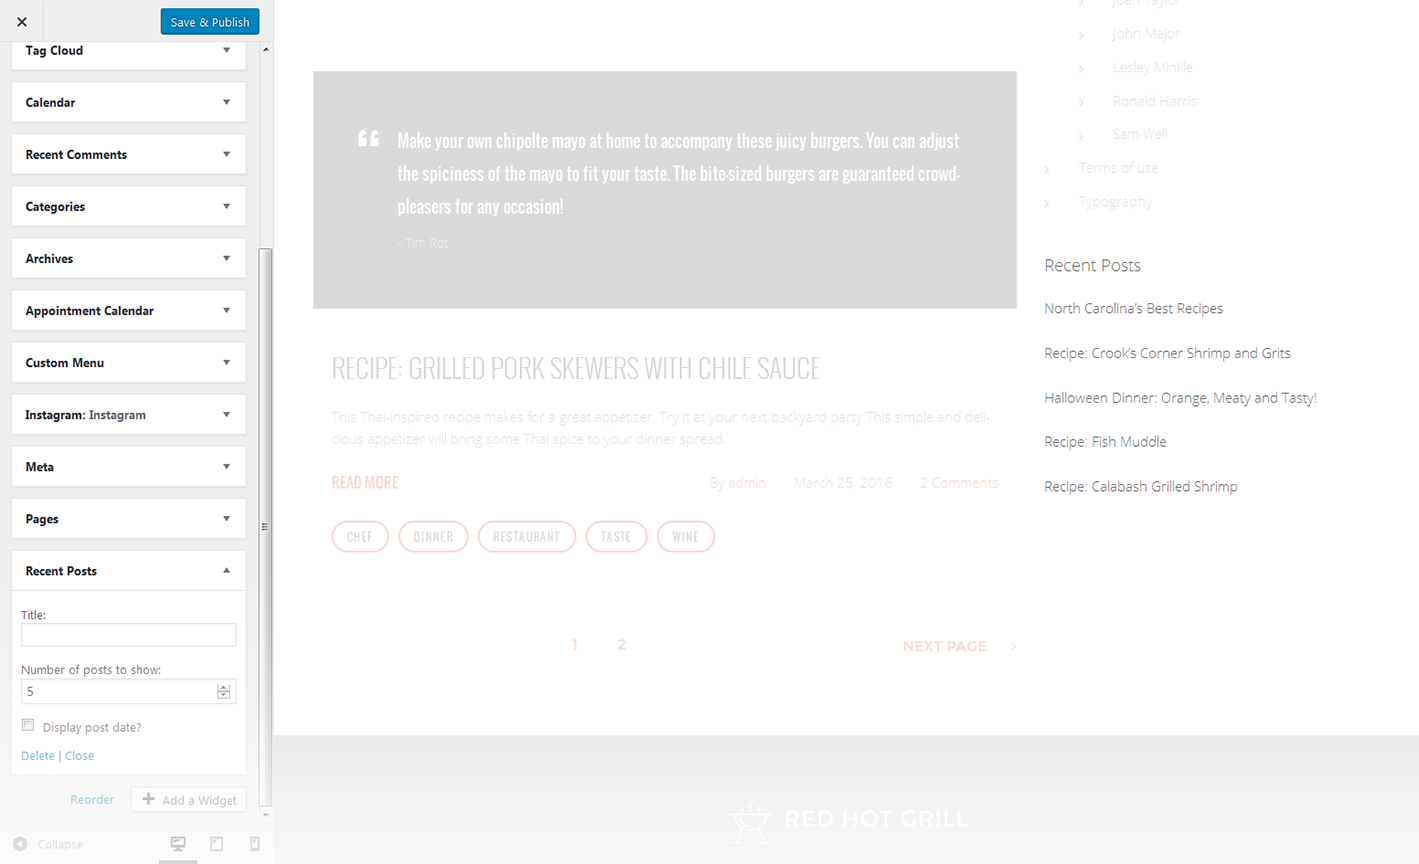 Save & Publish
Tag Cloud
Calendar
Recent Comments
Categories
Archives
Appointment Calendar
Custom Menu
Instagram: Instagram
Meta
Pages
Recent Posts
Title:
Number of posts to show:
5
Display post date?
Delete | Close
Reorder
Add a Widget
Collapse
Make your own chipolte mayo at home to accompany these juicy burgers. You can adjust
the spiciness of the mayo to fit your taste. The bite-sized burgers are guaranteed crowd-
pleasers for any occasion!
- Tim Rot
RECIPE: GRILLED PORK SKEWERS WITH CHILE SAUCE
This Thai-inspired recipe makes for a great appetizer. Try it at your next backyard party.This simple and deli-
cious appetizer will bring some Thai spice to your dinner spread.
READ MORE
By admin
March 25, 2016
2 Comments
CHEF
DINNER
RESTAURANT
TASTE
WINE
1
2
NEXT PAGE
Joan Taylor
John Major
Lesley Minkle
Ronald Harris
Sam Well
Terms of use
Typography
Recent Posts
North Carolina's Best Recipes
Recipe: Crook's Corner Shrimp and Grits
Halloween Dinner: Orange, Meaty and Tasty!
Recipe: Fish Muddle
Recipe: Calabash Grilled Shrimp
RED HOT GRILL